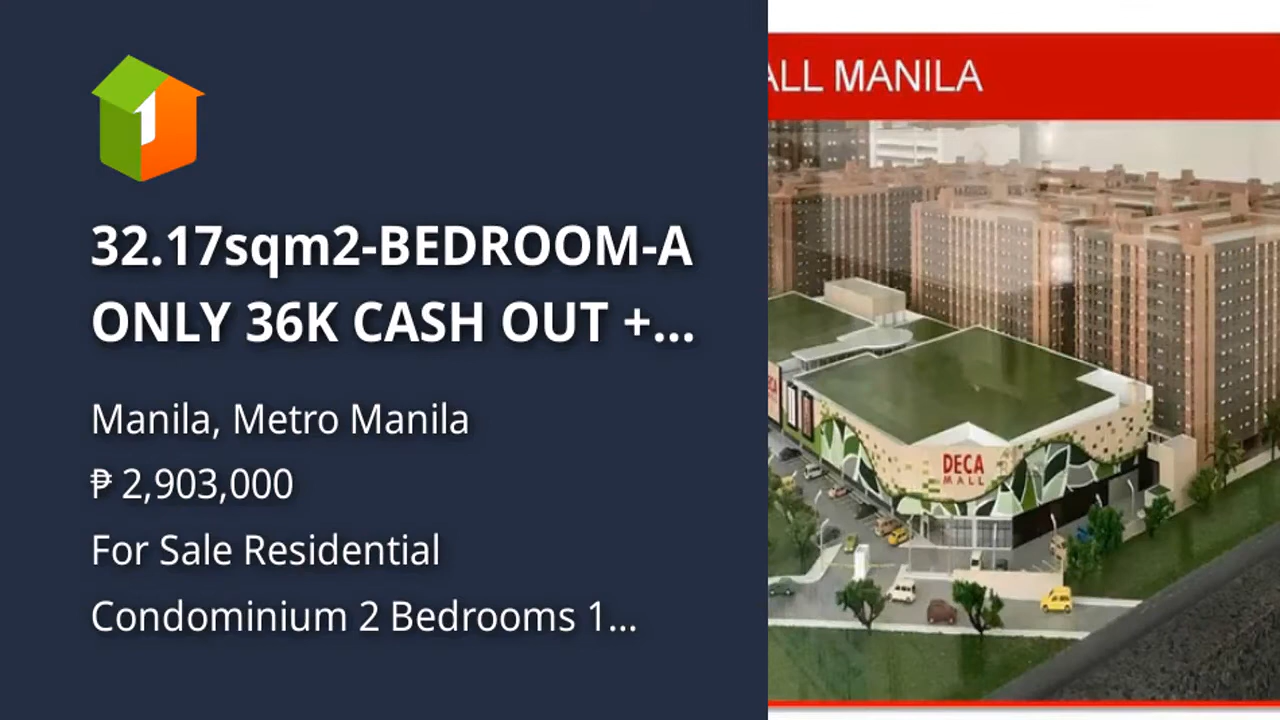 32.17sqm2-BEDROOM-A
ONLY 36K CASH OUT +...
Manila, Metro Manila
₱ 2,903,000
For Sale Residential
Condominium 2 Bedrooms 1...
ALL MANILA
DECA
MALL